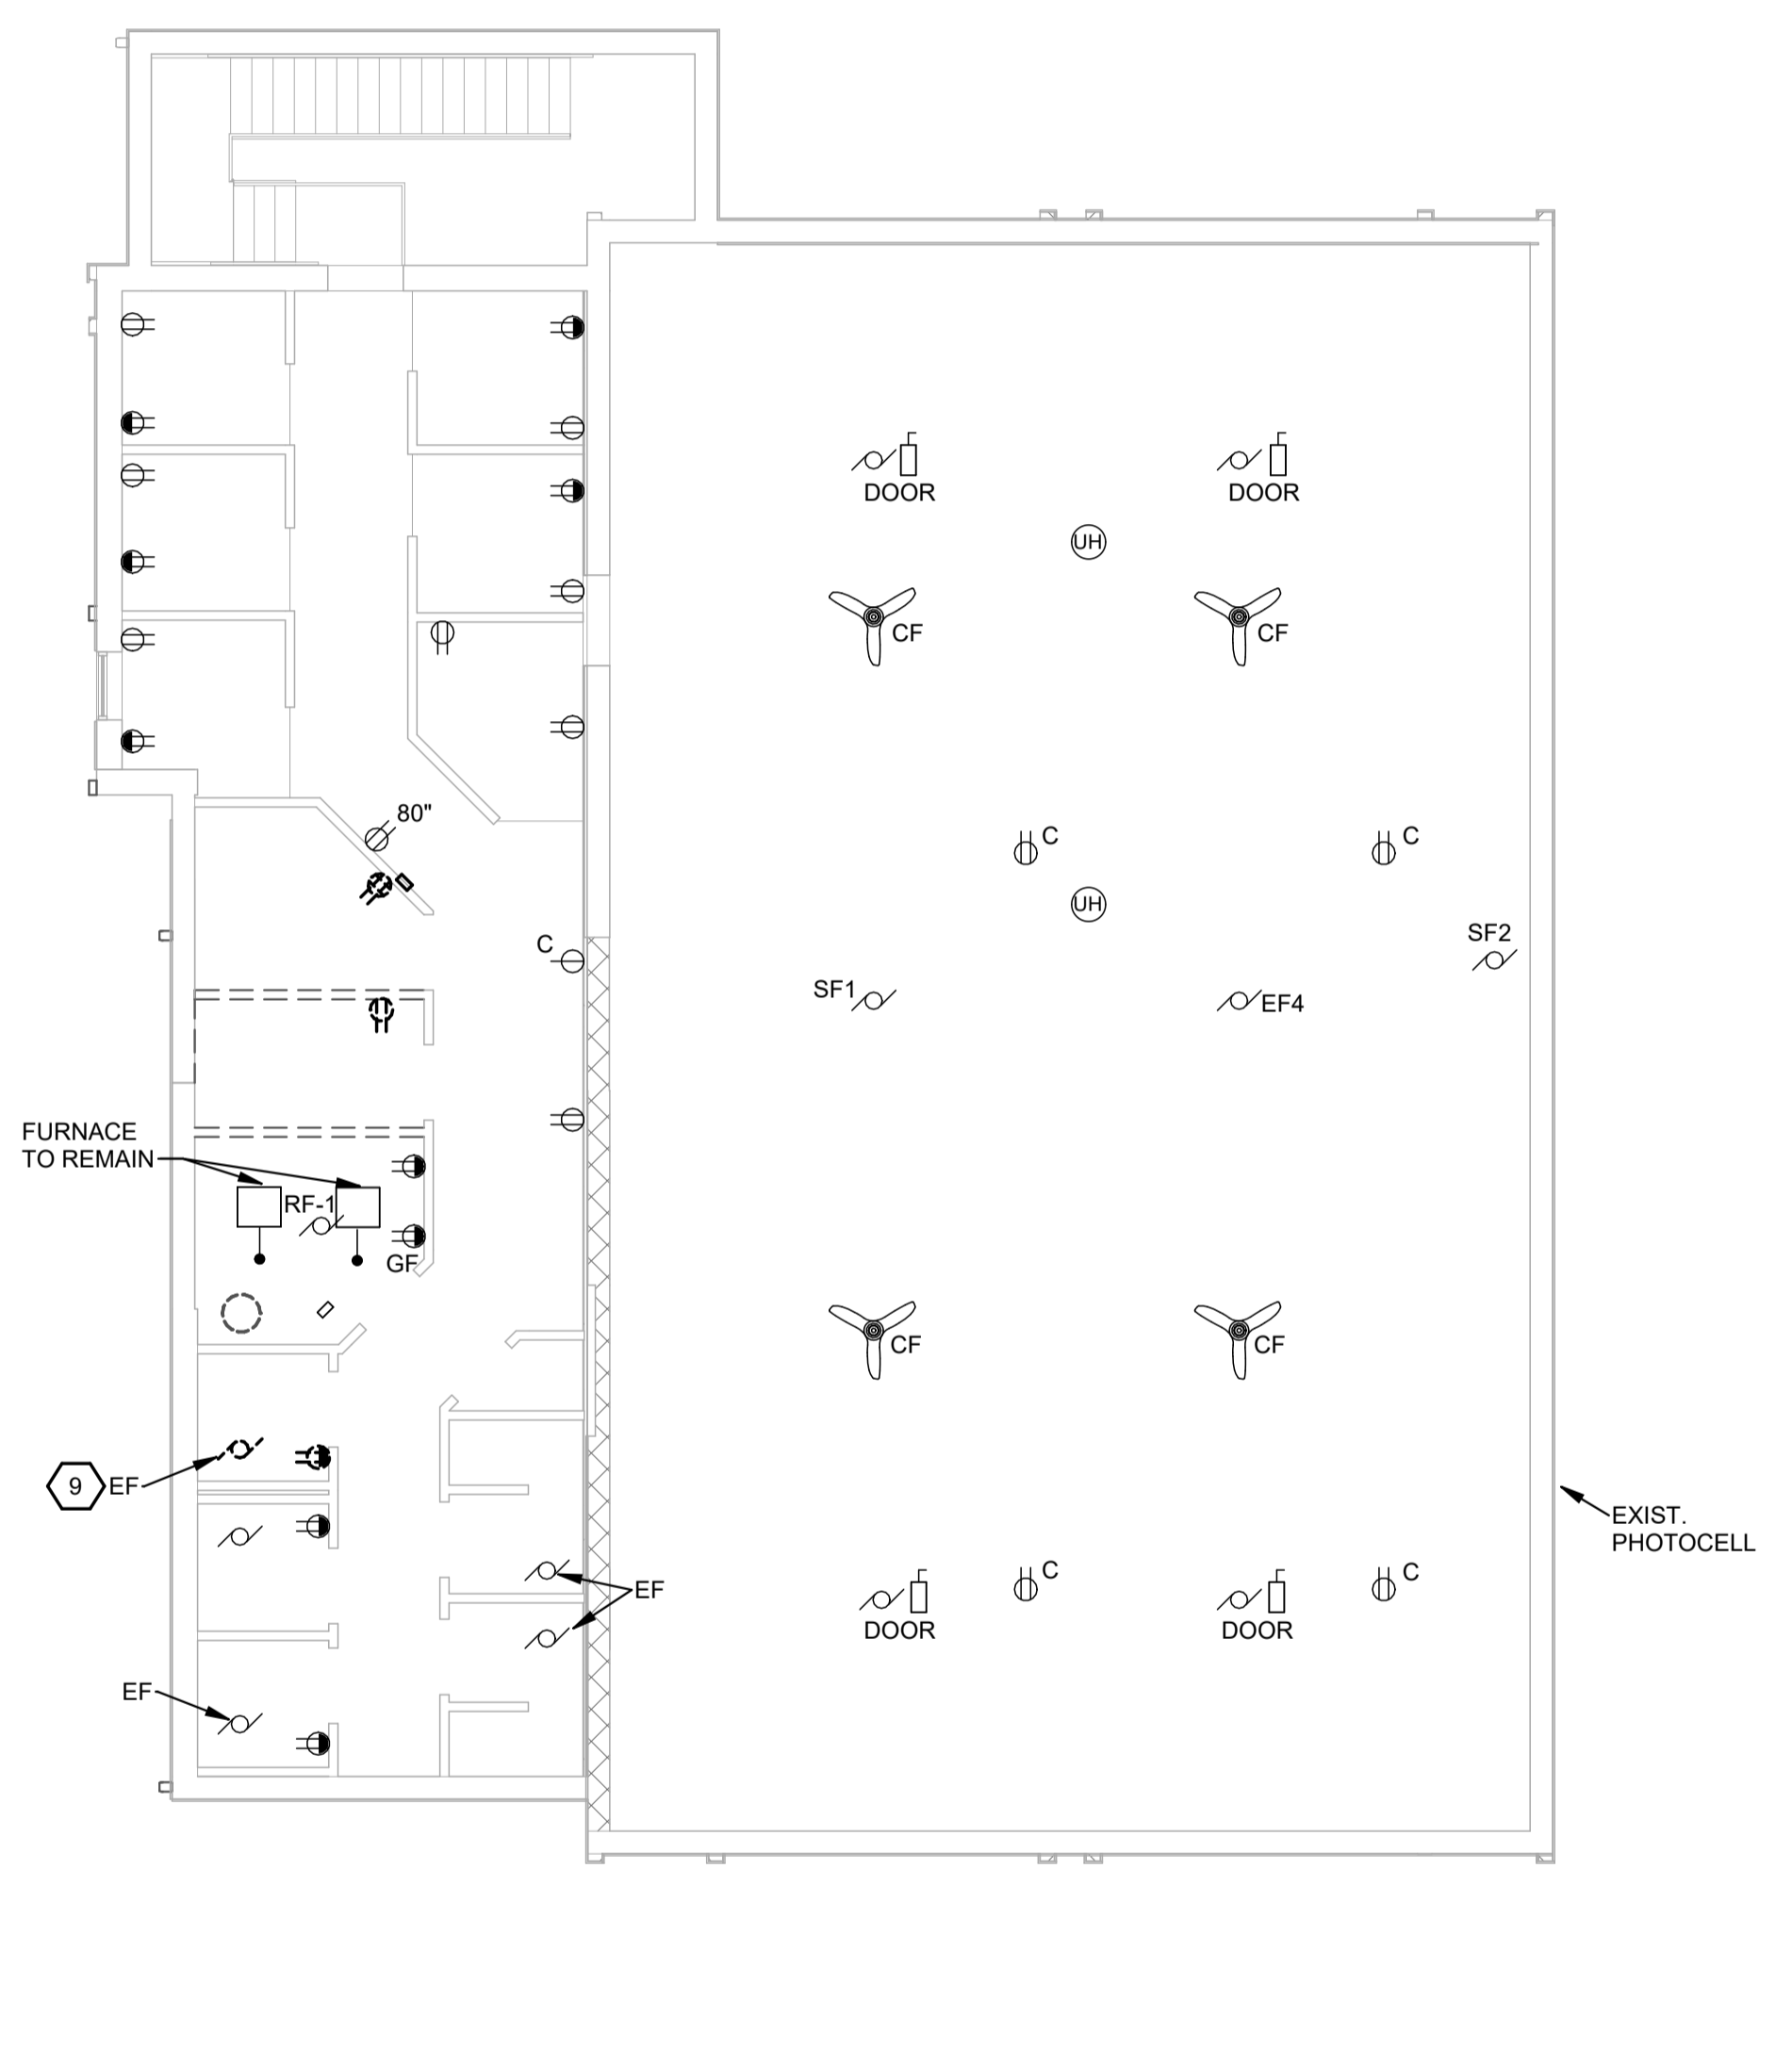 DOOR
DOOR
UH
CF
CF
80"
C
C
UH
C
SF2
SF1
EF4
FURNACE
TO REMAIN
RF-1
GF
CF
CF
9
EF
EXIST.
PHOTOCELL
C
C
EF
DOOR
DOOR
EF